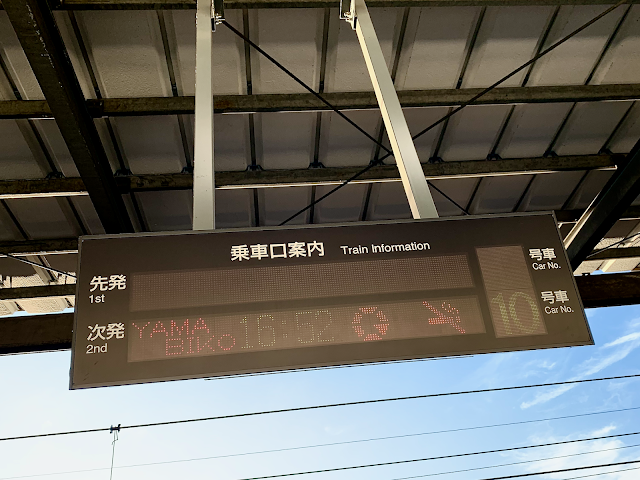 乗車口案内 Train Information
先発
1st
号車
Car No.
次発
2nd
YAMA
BIKO
16 52
10
号車
Car No.